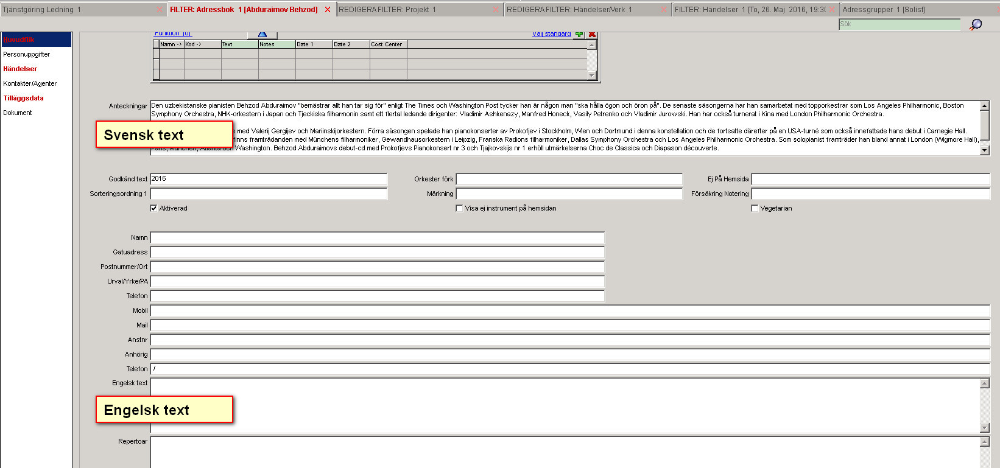 Tjänstgöring Ledning 1
FILTER: Adressbok 1 [Abduraimov Behzod]
REDIGERA FILTER: Projekt 1
REDIGERA FILTER: Händelser/Verk 1
FILTER: Händelser 1 [To, 26. Maj 2016, 19:30
Adressgrupper 1 [Solist]
Sök
Huvudflik
Personuppgifter
Händelser
Kontakter/Agenter
Tilläggsdata
Dokument
Funktion [0]
Välj standard
Namn -> Kod -> Text Notes Date 1 Date 2 Cost Center
Anteckningar
Den uzbekistanske pianisten Behzod Abduraimov "bemästrar allt han tar sig för" enligt The Times och Washington Post tycker han är någon man "ska hålla ögon och öron på". De senaste säsongerna har han samarbetat med topporkestrar som Los Angeles Philharmonic, Boston
Symphony Orchestra, NHK-orkestern i Japan och Tjeckiska filharmonin samt ett flertal ledande dirigenter: Vladimir Ashkenazy, Manfred Honeck, Vasily Petrenko och Vladimir Jurowski. Han har också turnerat i Kina med London Philharmonic Orchestra.
med Valerij Gergijev och Mariinskijorkestern. Förra säsongen spelade han pianokonserter av Prokofjev i Stockholm, Wien och Dortmund i denna konstellation och de fortsatte därefter på en USA-turné som också innefattade hans debut i Carnegie Hall.
finns framträdanden med Münchens filharmoniker, Gewandhausorkestern i Leipzig, Franska Radions filharmoniker, Dallas Symphony Orchestra och Los Angeles Philharmonic Orchestra. Som solopianist framträder han bland annat i London (Wigmore Hall),
Paris, München, Atlanta och Washington. Behzod Abduraimovs debut-cd med Prokofjevs Pianokonsert nr 3 och Tjajkovskijs nr 1 erhöll utmärkelserna Choc de Classica och Diapason découverte.
Svensk text
Godkänd text 2016
Orkester förk
Ej På Hemsida
Sorteringsordning 1
Märkning
Försäkring Notering
Aktiverad
Visa ej instrument på hemsidan
Vegetarian
Namn
Gatuadress
Postnummer/Ort
Urval/Yrke/PA
Telefon
Mobil
Mail
Anstnr
Anhörig
Telefon /
Engelsk text
Engelsk text
Repertoar